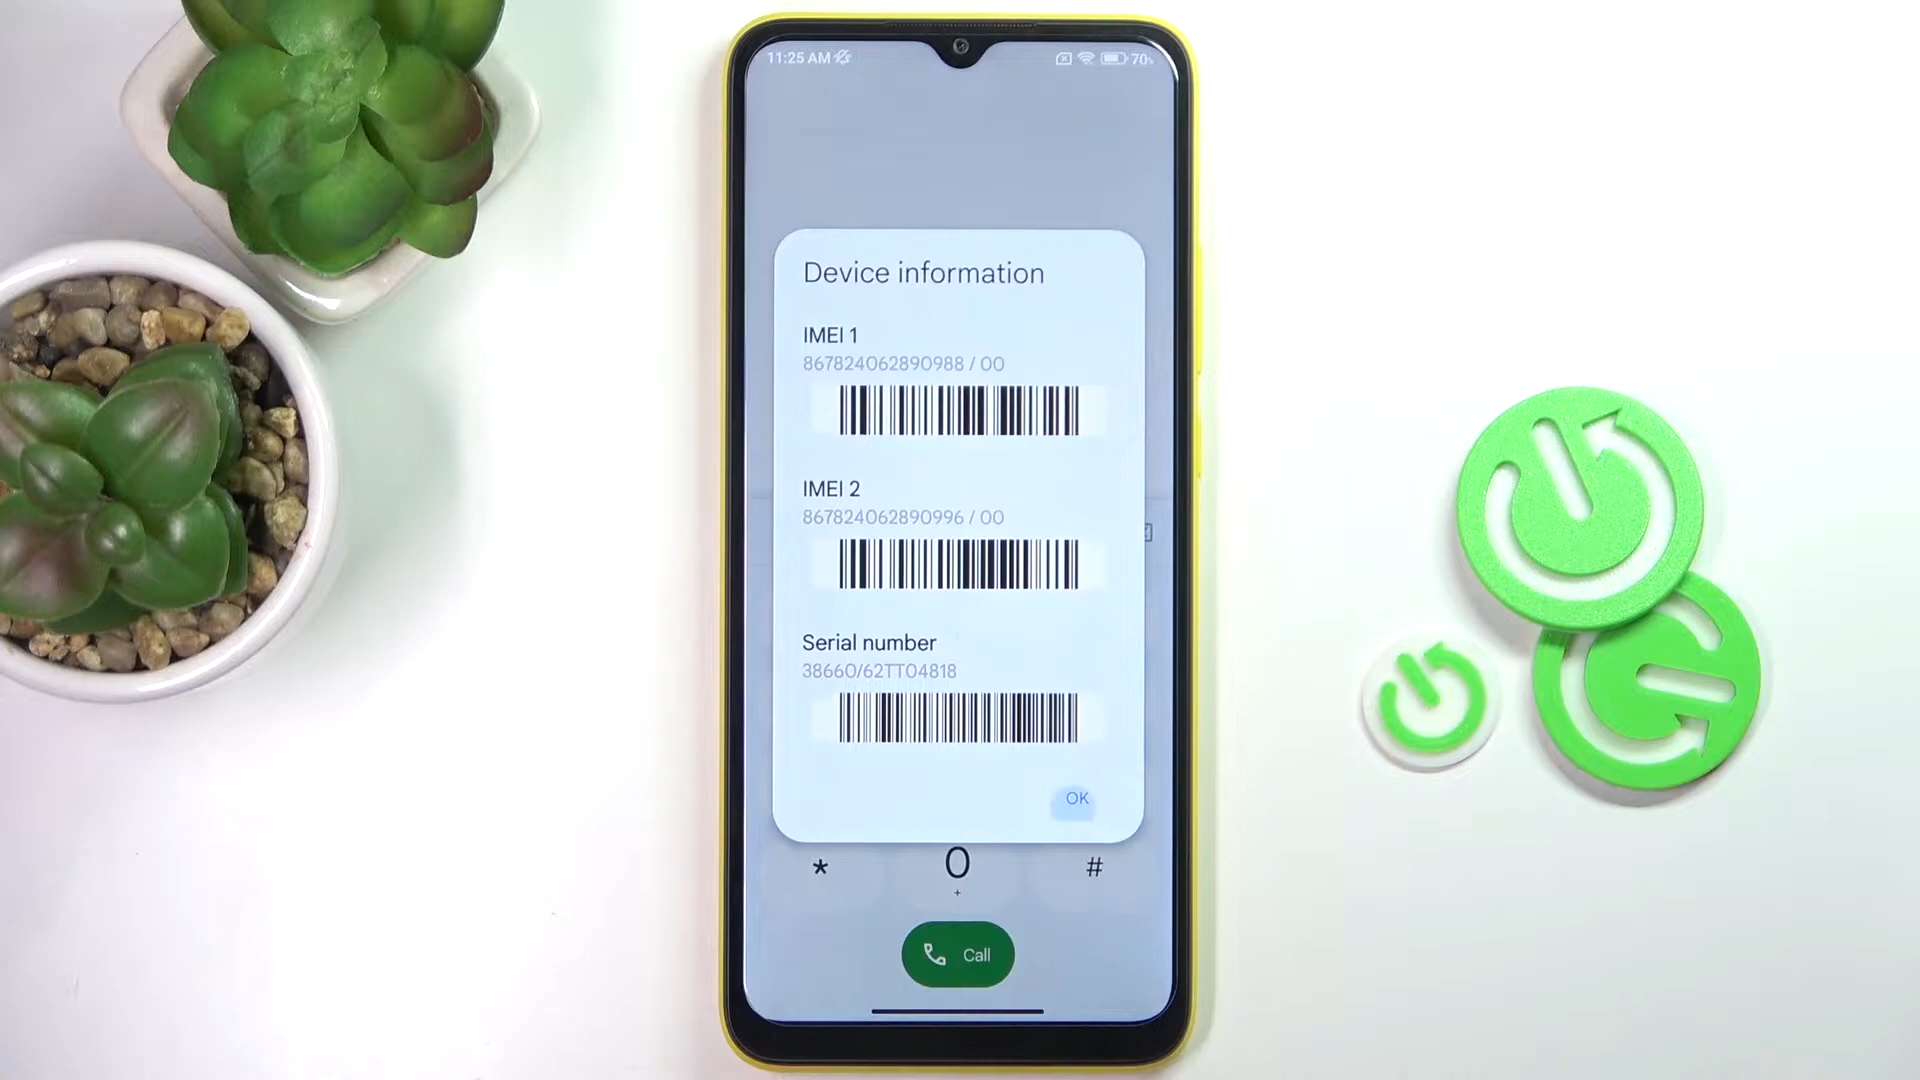 11:25 AM 70%
Device information
IMEI 1
867824062890988 / 00
IMEI 2
867824062890996 / 00
Serial number
38660/62TT04818
OK
* 0 #
+
Call